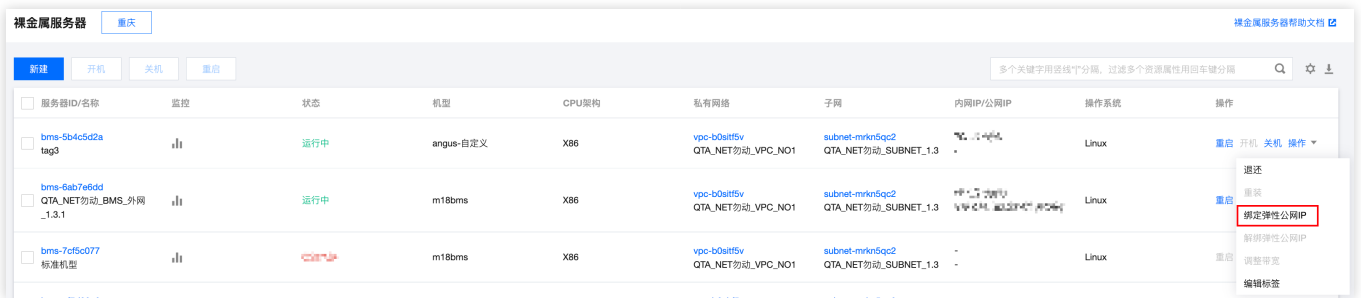 裸金属服务器 重庆 裸金属服务器帮助文档
新建 开机 关机 重启 多个关键字用竖线"|"分隔，过滤多个资源属性用回车键分隔
服务器ID/名称 监控 状态 机型 CPU架构 私有网络 子网 内网IP/公网IP 操作系统 操作
bms-5b4c5d2a vpc-b0sitf5v subnet-mrkn5qc2
运行中 angus-自定义 X86 Linux 重启 开机 关机 操作
tag3 QTA_NET勿动_VPC_NO1 QTA_NET勿动_SUBNET_1.3 -
退还
bms-6ab7e6dd vpc-b0sitf5v subnet-mrkn5qc2 重装
QTA_NET勿动_BMS_外网 运行中 m18bms X86 Linux 重启
_1.3.1 QTA_NET勿动_VPC_NO1 QTA_NET勿动_SUBNET_1.3
绑定弹性公网IP
解绑弹性公网IP
bms-7cf5c077 vpc-b0sitf5v subnet-mrkn5qc2 -
m18bms X86 Linux 重启 调整带宽
标准机型 QTA_NET勿动_VPC_NO1 QTA_NET勿动_SUBNET_1.3 -
编辑标签